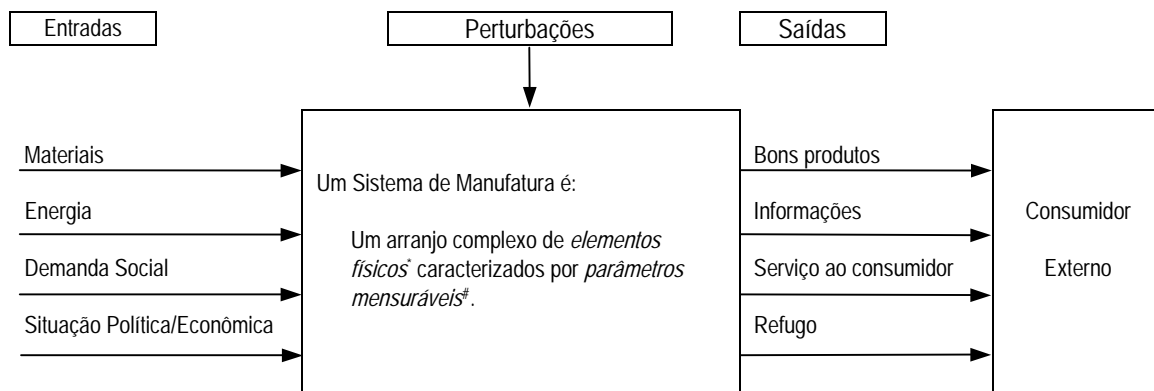 Entradas
Perturbações
Saídas
Materiais
Energia
Demanda Social
Situação Política/Econômica
Um Sistema de Manufatura é:
Um arranjo complexo de elementos
físicos* caracterizados por parâmetros
mensuráveis#.
Bons produtos
Informações
Serviço ao consumidor
Refugo
Consumidor
Externo